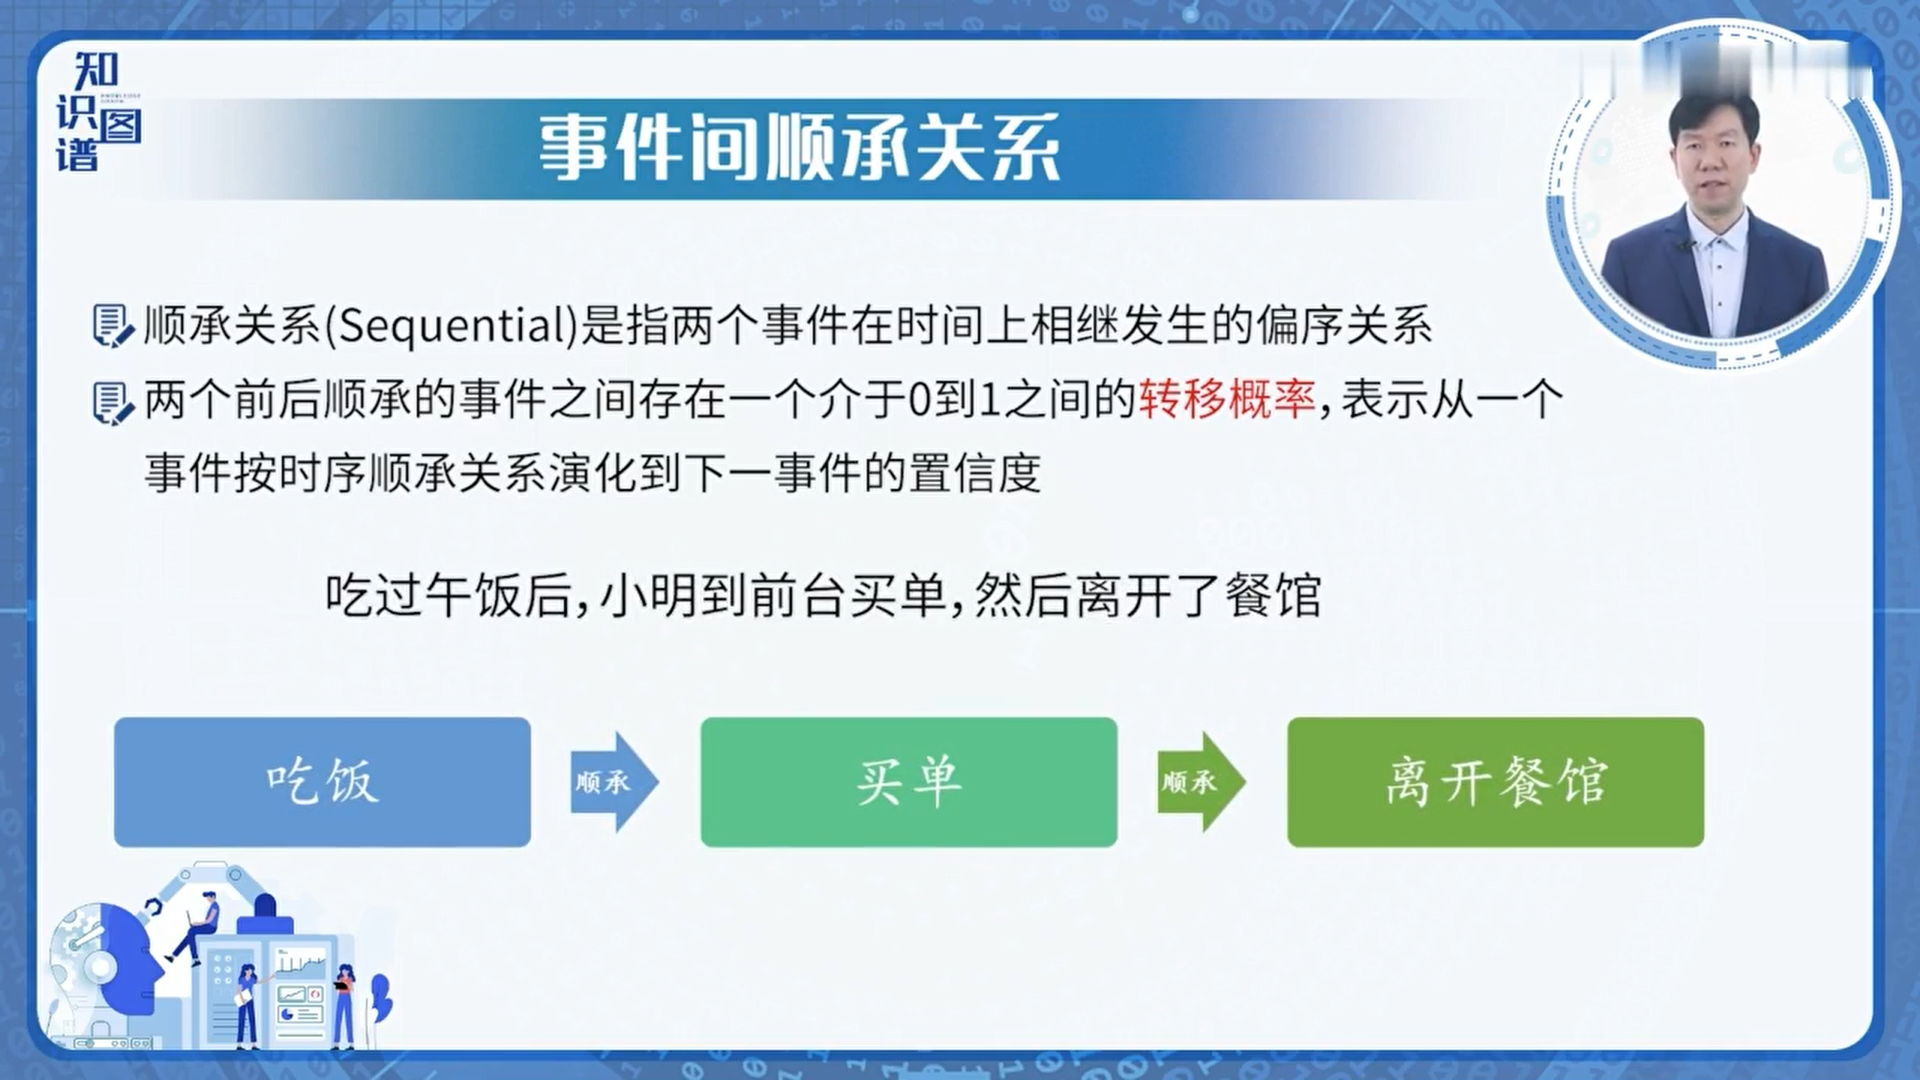 知
识图
谱
事件间顺承关系
顺承关系(Sequential)是指两个事件在时间上相继发生的偏序关系
两个前后顺承的事件之间存在一个介于0到1之间的转移概率,表示从一个
事件按时序顺承关系演化到下一事件的置信度
吃过午饭后,小明到前台买单,然后离开了餐馆
吃饭
顺承
买单
顺承
离开餐馆